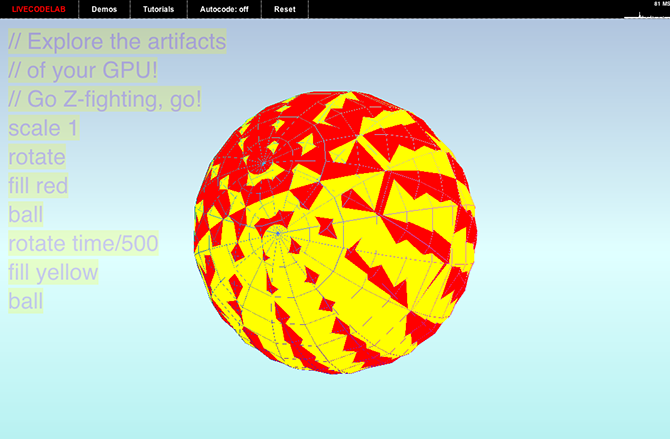 LIVECODELAB Demos Tutorials Autocode: off Reset
81 MS
// Explore the artifacts
// of your GPU!
// Go Z-fighting, go!
scale 1
rotate
fill red
ball
rotate time/500
fill yellow
ball